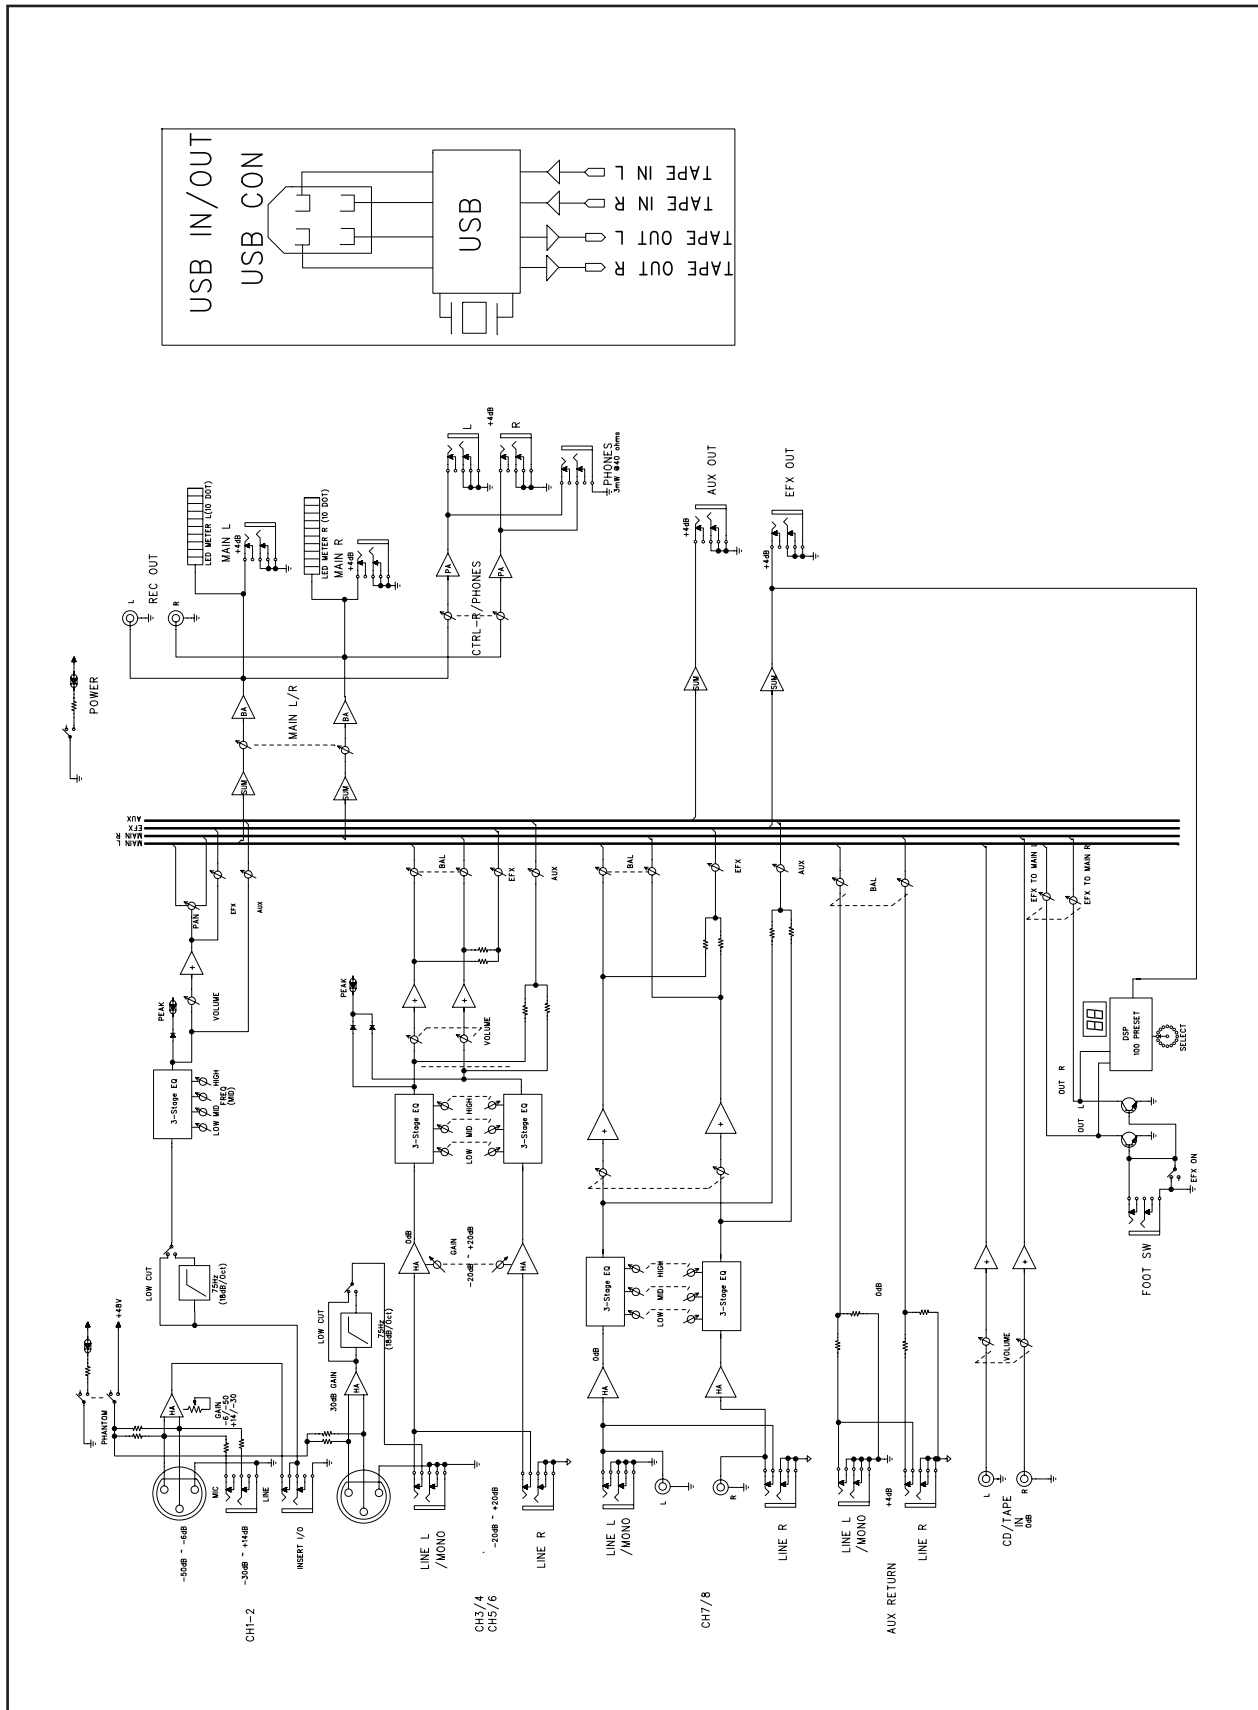 USB IN/OUT
USB CON
USB
TAPE IN L
TAPE IN R
TAPE OUT L
TAPE OUT R
POWER
REC OUT
L
R
LED METER L(10 DOT)
MAIN L
+4dB
LED METER R (10 DOT)
MAIN R
+4dB
L
+4dB
R
PHONES
3mW @40 ohms
PA
PA
CTRL-R/PHONES
BA
BA
MAIN L/R
SUM
SUM
AUX OUT
+4dB
EFX OUT
+4dB
SUM
SUM
AUX
EFX
MAIN R
MAIN L
PAN
EFX
AUX
+
VOLUME
PEAK
3-Stage EQ
HIGH
FREQ
(MID)
LOW MID
LOW CUT
75Hz
(18dB/Oct)
+48V
PHANTOM
HA
GAIN
-6/-50
+14/-30
MIC
LINE
-50dB ~ -6dB
-30dB ~ +14dB
INSERT I/O
CH1-2
BAL
EFX
AUX
+
+
VOLUME
PEAK
3-Stage EQ
HIGH
MID
LOW
3-Stage EQ
0dB
HA
GAIN
-20dB ~ +20dB
HA
LOW CUT
75Hz
(18dB/Oct)
30dB GAIN
HA
LINE L
/MONO
-20dB ~ +20dB
LINE R
CH3/4
CH5/6
BAL
EFX
AUX
+
+
3-Stage EQ
HIGH
MID
LOW
3-Stage EQ
0dB
HA
HA
LINE L
/MONO
L
R
LINE R
CH7/8
BAL
0dB
LINE L
/MONO
+4dB
LINE R
AUX RETURN
+
+
VOLUME
L
R
CD/TAPE
IN
0dB
EFX TO MAIN L
EFX TO MAIN R
88
DSP
100 PRESET
SELECT
OUT R
OUT L
EFX ON
FOOT SW